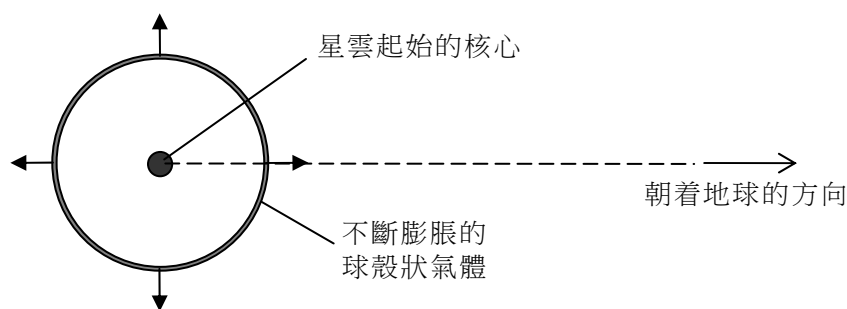 星雲起始的核心
朝着地球的方向
不斷膨脹的
球殼狀氣體